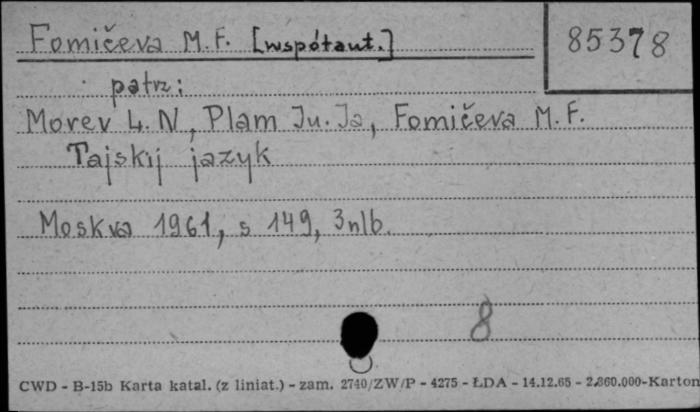 Fomičeva M. F. [współaut.]
85378
patrz:
Morev L. N., Plam Ju. Ja, Fomičeva M. F.
Tajskij jazyk
Moskva 1961, s 149, 3nlb.
8
CWD - B-15b Karta katal. (z liniat.) - zam. 2740/ZW/P - 4275 - ŁDA - 14.12.65 - 2.360.000-Karton